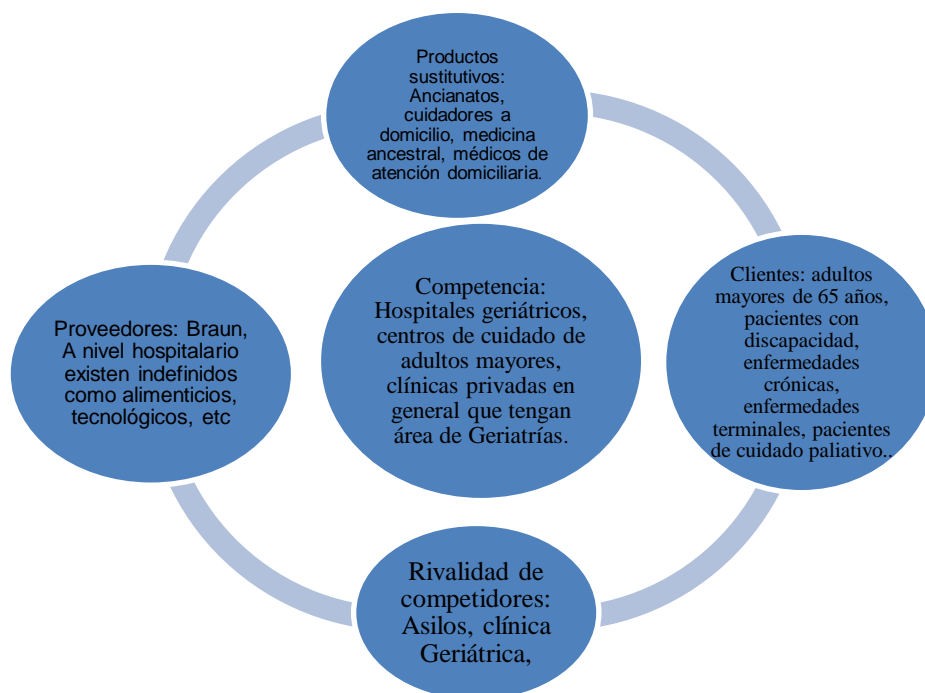 Productos
sustitutivos:
Ancianatos,
cuidadores a
domicilio, medicina
ancestral, médicos de
atención domiciliaria.
Proveedores: Braun,
A nivel hospitalario
existen indefinidos
como alimenticios,
tecnológicos, etc
Competencia:
Hospitales geriátricos,
centros de cuidado de
adultos mayores,
clínicas privadas en
general que tengan
área de Geriatrías.
Clientes: adultos
mayores de 65 años,
pacientes con
discapacidad,
enfermedades
crónicas,
enfermedades
terminales, pacientes
de cuidado paliativo..
Rivalidad de
competidores:
Asilos, clínica
Geriátrica,